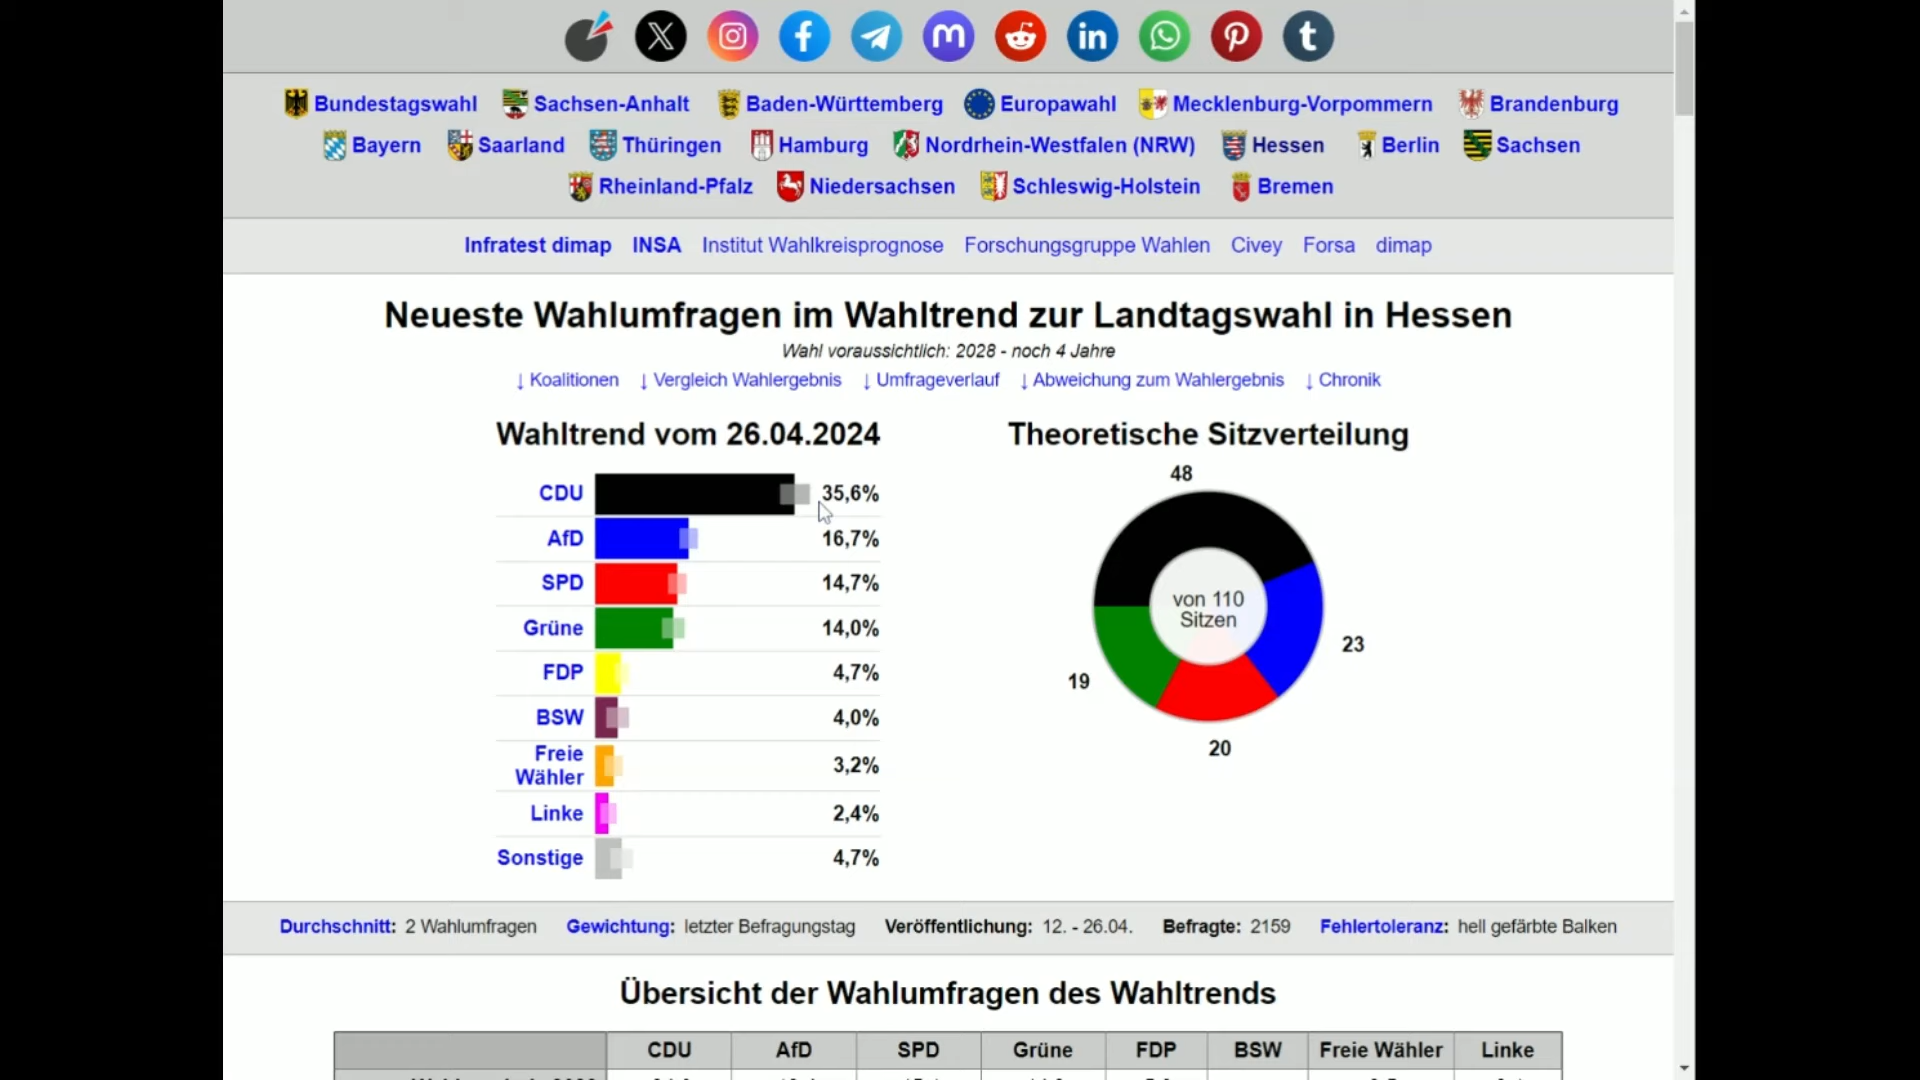 Bundestagswahl Sachsen-Anhalt Baden-Württemberg Europawahl Mecklenburg-Vorpommern Brandenburg
Bayern Saarland Thüringen Hamburg Nordrhein-Westfalen (NRW) Hessen Berlin Sachsen
Rheinland-Pfalz Niedersachsen Schleswig-Holstein Bremen
Infratest dimap INSA Institut Wahlkreisprognose Forschungsgruppe Wahlen Civey Forsa dimap
Neueste Wahlumfragen im Wahltrend zur Landtagswahl in Hessen
Wahl voraussichtlich: 2028 - noch 4 Jahre
↓ Koalitionen ↓ Vergleich Wahlergebnis ↓ Umfrageverlauf ↓ Abweichung zum Wahlergebnis ↓ Chronik
Wahltrend vom 26.04.2024
CDU 35,6%
AfD 16,7%
SPD 14,7%
Grüne 14,0%
FDP 4,7%
BSW 4,0%
Freie
Wähler 3,2%
Linke 2,4%
Sonstige 4,7%
Theoretische Sitzverteilung
48
von 110
Sitzen
23
19
20
Durchschnitt: 2 Wahlumfragen Gewichtung: letzter Befragungstag Veröffentlichung: 12. - 26.04. Befragte: 2159 Fehlertoleranz: hell gefärbte Balken
Übersicht der Wahlumfragen des Wahltrends
CDU AfD SPD Grüne FDP BSW Freie Wähler Linke